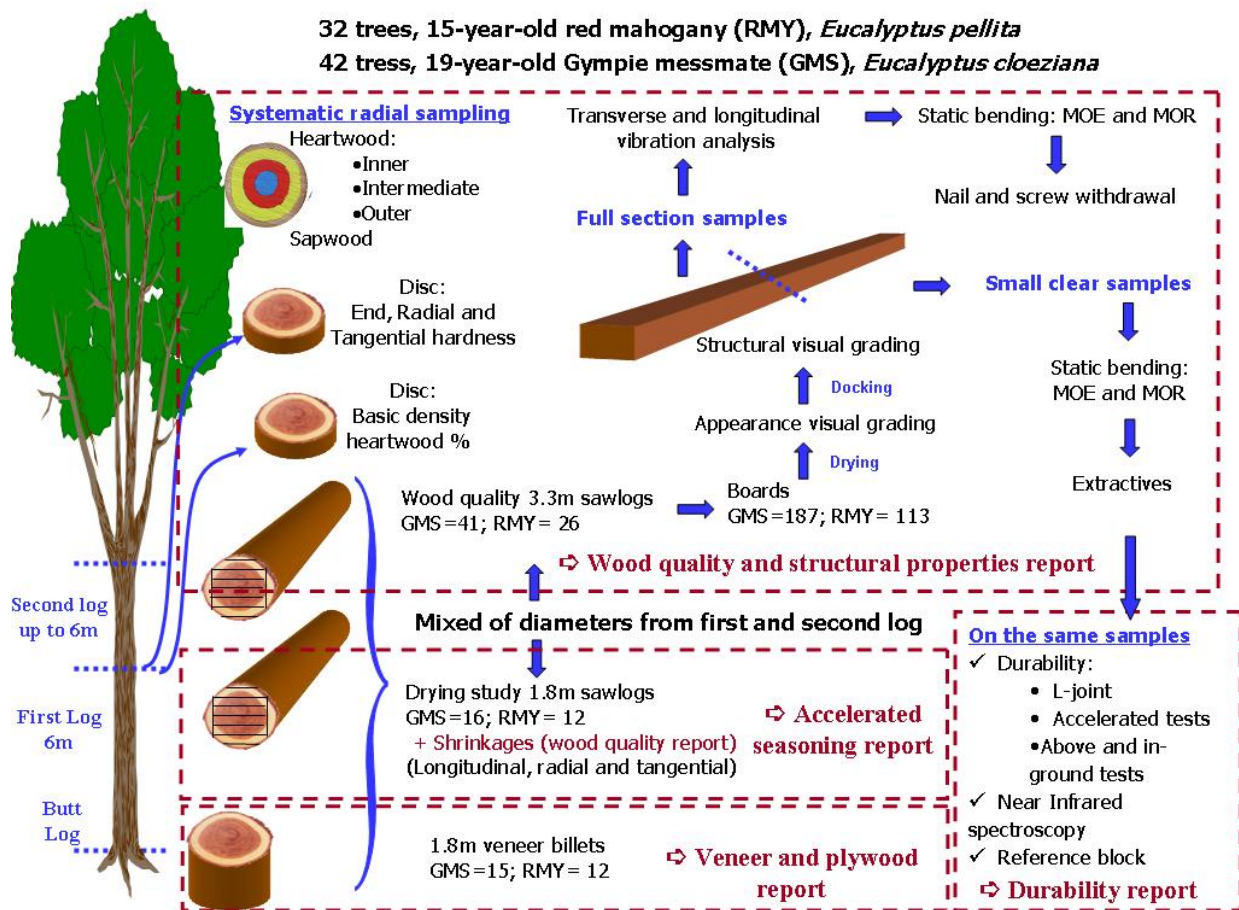 32 trees, 15-year-old red mahogany (RMY), Eucalyptus pellita
42 tress, 19-year-old Gympie messmate (GMS), Eucalyptus cloeziana
Systematic radial sampling
Heartwood:
•Inner
•Intermediate
•Outer
Sapwood
Transverse and longitudinal
vibration analysis
Static bending: MOE and MOR
Nail and screw withdrawal
Full section samples
Small clear samples
Disc:
End, Radial and
Tangential hardness
Structural visual grading
Docking
Static bending:
MOE and MOR
Disc:
Basic density
heartwood %
Appearance visual grading
Drying
Extractives
Wood quality 3.3m sawlogs
GMS=41; RMY= 26
Boards
GMS=187; RMY= 113
➩ Wood quality and structural properties report
Second log
up to 6m
First Log
6m
Butt
Log
Mixed of diameters from first and second log
Drying study 1.8m sawlogs
GMS=16; RMY= 12
+ Shrinkages (wood quality report)
(Longitudinal, radial and tangential)
➩ Accelerated
seasoning report
1.8m veneer billets
GMS=15; RMY= 12
➩ Veneer and plywood
report
On the same samples
✓ Durability:
• L-joint
• Accelerated tests
•Above and in-
ground tests
✓ Near Infrared
spectroscopy
✓ Reference block
➩ Durability report